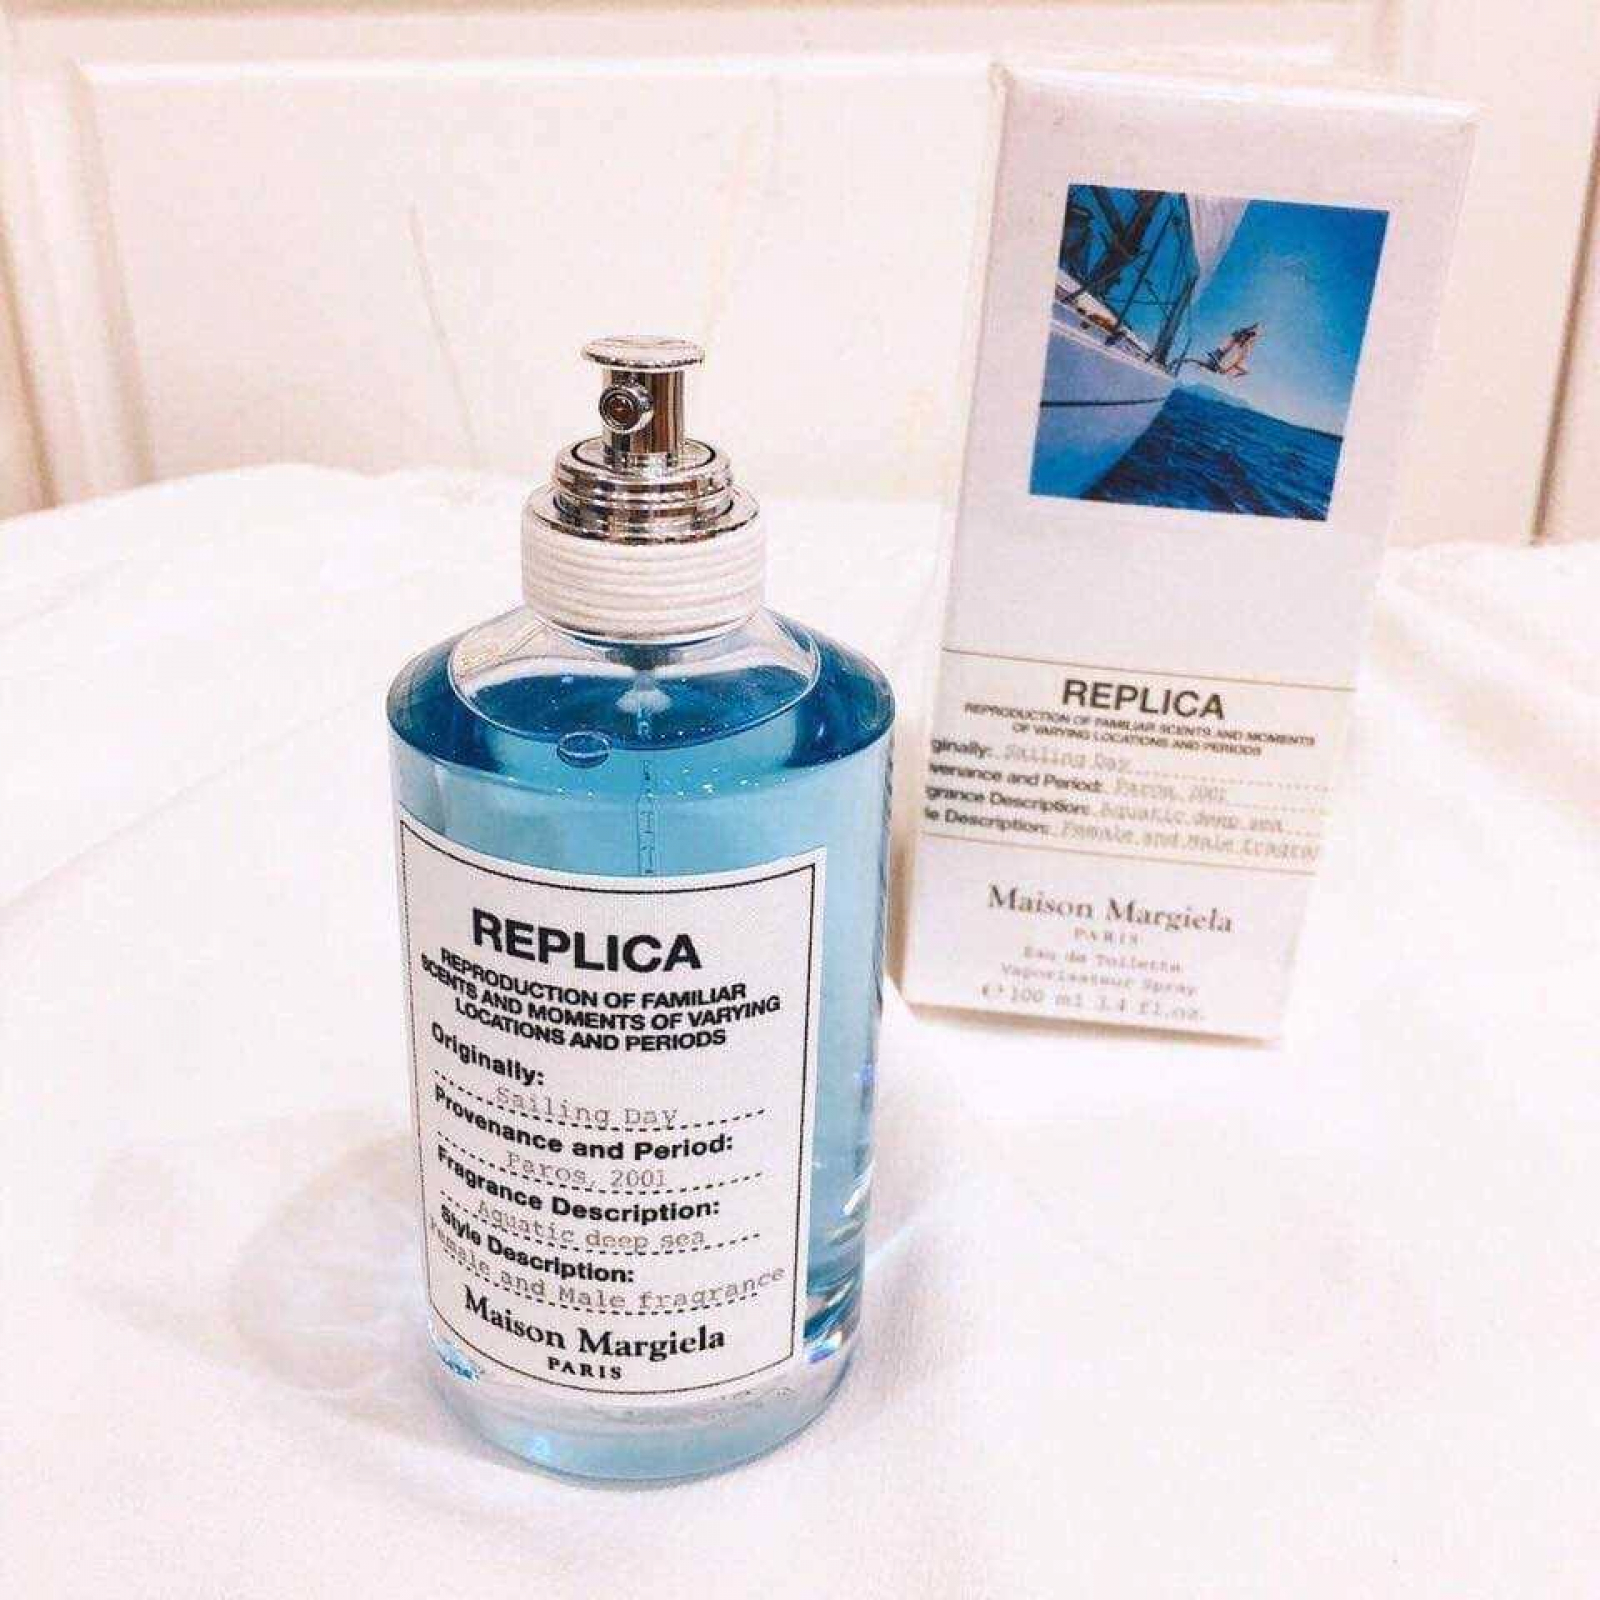 REPLICA
REPRODUCTION OF FAMILIAR
SCENTS AND MOMENTS OF VARYING
LOCATIONS AND PERIODS
Originally:
Sailing Day
Provenance and Period:
Paros, 2001
Fragrance Description:
Aquatic deep sea
Style Description:
Female and Male fragrance
Maison Margiela
PARIS
REPLICA
REPRODUCTION OF FAMILIAR SCENTS AND MOMENTS
OF VARYING LOCATIONS AND PERIODS
ginally: Sailing Day
venance and Period: Paros, 2001
grance Description: Aquatic deep sea
le Description: Female and Male fragran
Maison Margiela
PARIS
Eau de Toilette
Vaporisateur Spray
100 ml 3.4 fl.oz.